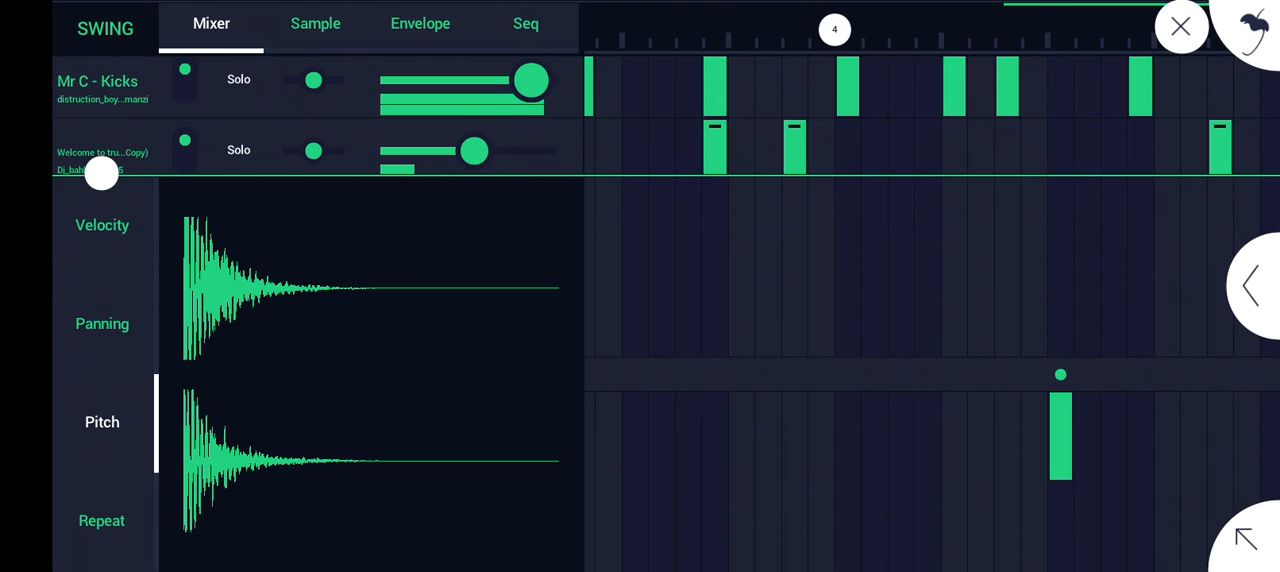 SWING
Mixer
Sample
Envelope
Seq
4
Mr C - Kicks
distruction_boy...manzi
Solo
Welcome to tru...Copy)
Solo
Velocity
Panning
Pitch
Repeat